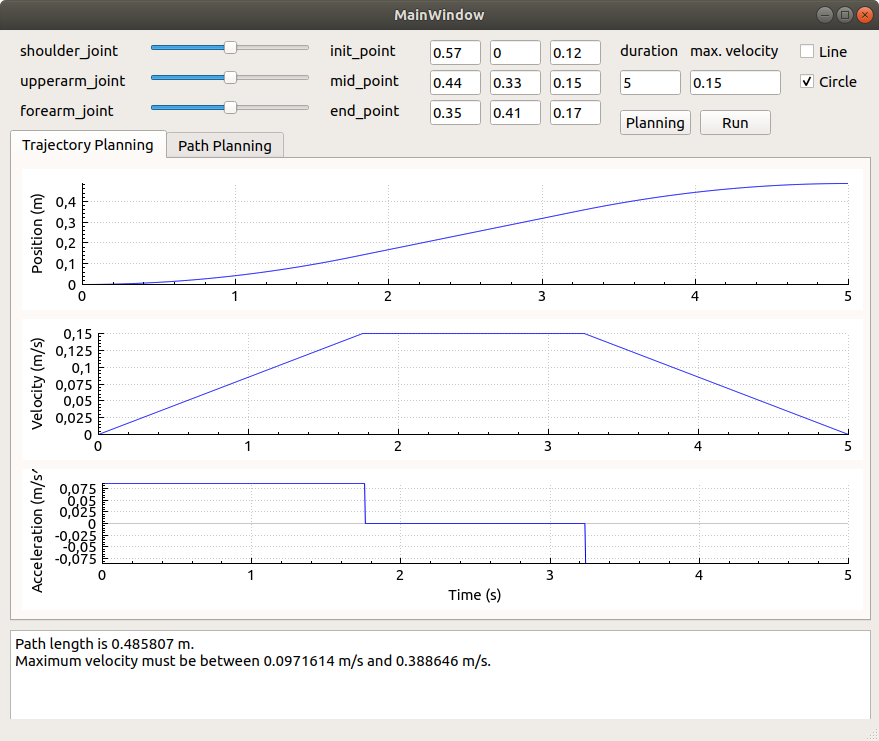 MainWindow
shoulder_joint init_point 0.57 0 0.12 duration max. velocity Line
upperarm_joint mid_point 0.44 0.33 0.15 5 0.15 Circle
forearm_joint end_point 0.35 0.41 0.17 Planning Run
Trajectory Planning Path Planning
Position (m)
0,4
0,3
0,2
0,1
0
0 1 2 3 4 5
Velocity (m/s)
0,15
0,125
0,1
0,075
0,05
0,025
0
0 1 2 3 4 5
Acceleration (m/s
0,075
0,05
0,025
0
-0,025
-0,05
-0,075
0 1 2 3 4 5
Time (s)
Path length is 0.485807 m.
Maximum velocity must be between 0.0971614 m/s and 0.388646 m/s.